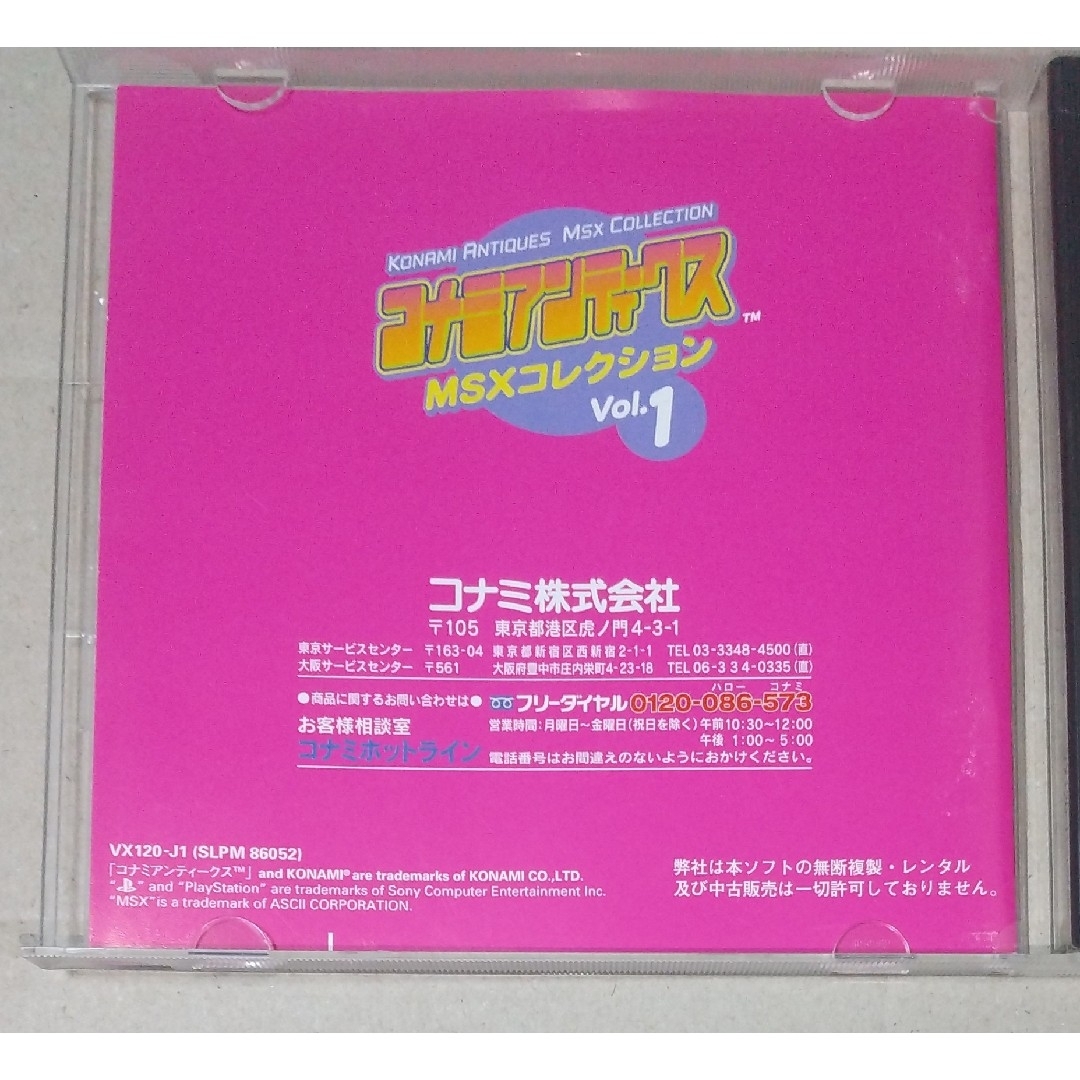 KONAMI ANTIQUES MSX COLLECTION
コナミアンティークス™
MSXコレクション
Vol.1
コナミ株式会社
〒105 東京都港区虎ノ門4-3-1
東京サービスセンター 〒163-04 東京都新宿区西新宿2-1-1 TEL 03-3348-4500(直)
大阪サービスセンター 〒561 大阪府豊中市庄内栄町4-23-18 TEL 06-334-0335(直)
ハロー コナミ
●商品に関するお問い合わせは● フリーダイヤル 0120-086-573
お客様相談室 営業時間:月曜日～金曜日(祝日を除く)午前10:30～12:00
午後 1:00～5:00
コナミホットライン 電話番号はお間違えのないようにおかけください。
VX120-J1 (SLPM 86052)
「コナミアンティークス™」 and KONAMI® are trademarks of KONAMI CO.,LTD.
" " and "PlayStation" are trademarks of Sony Computer Entertainment Inc.
"MSX" is a trademark of ASCII CORPORATION.
弊社は本ソフトの無断複製・レンタル
及び中古販売は一切許可しておりません。